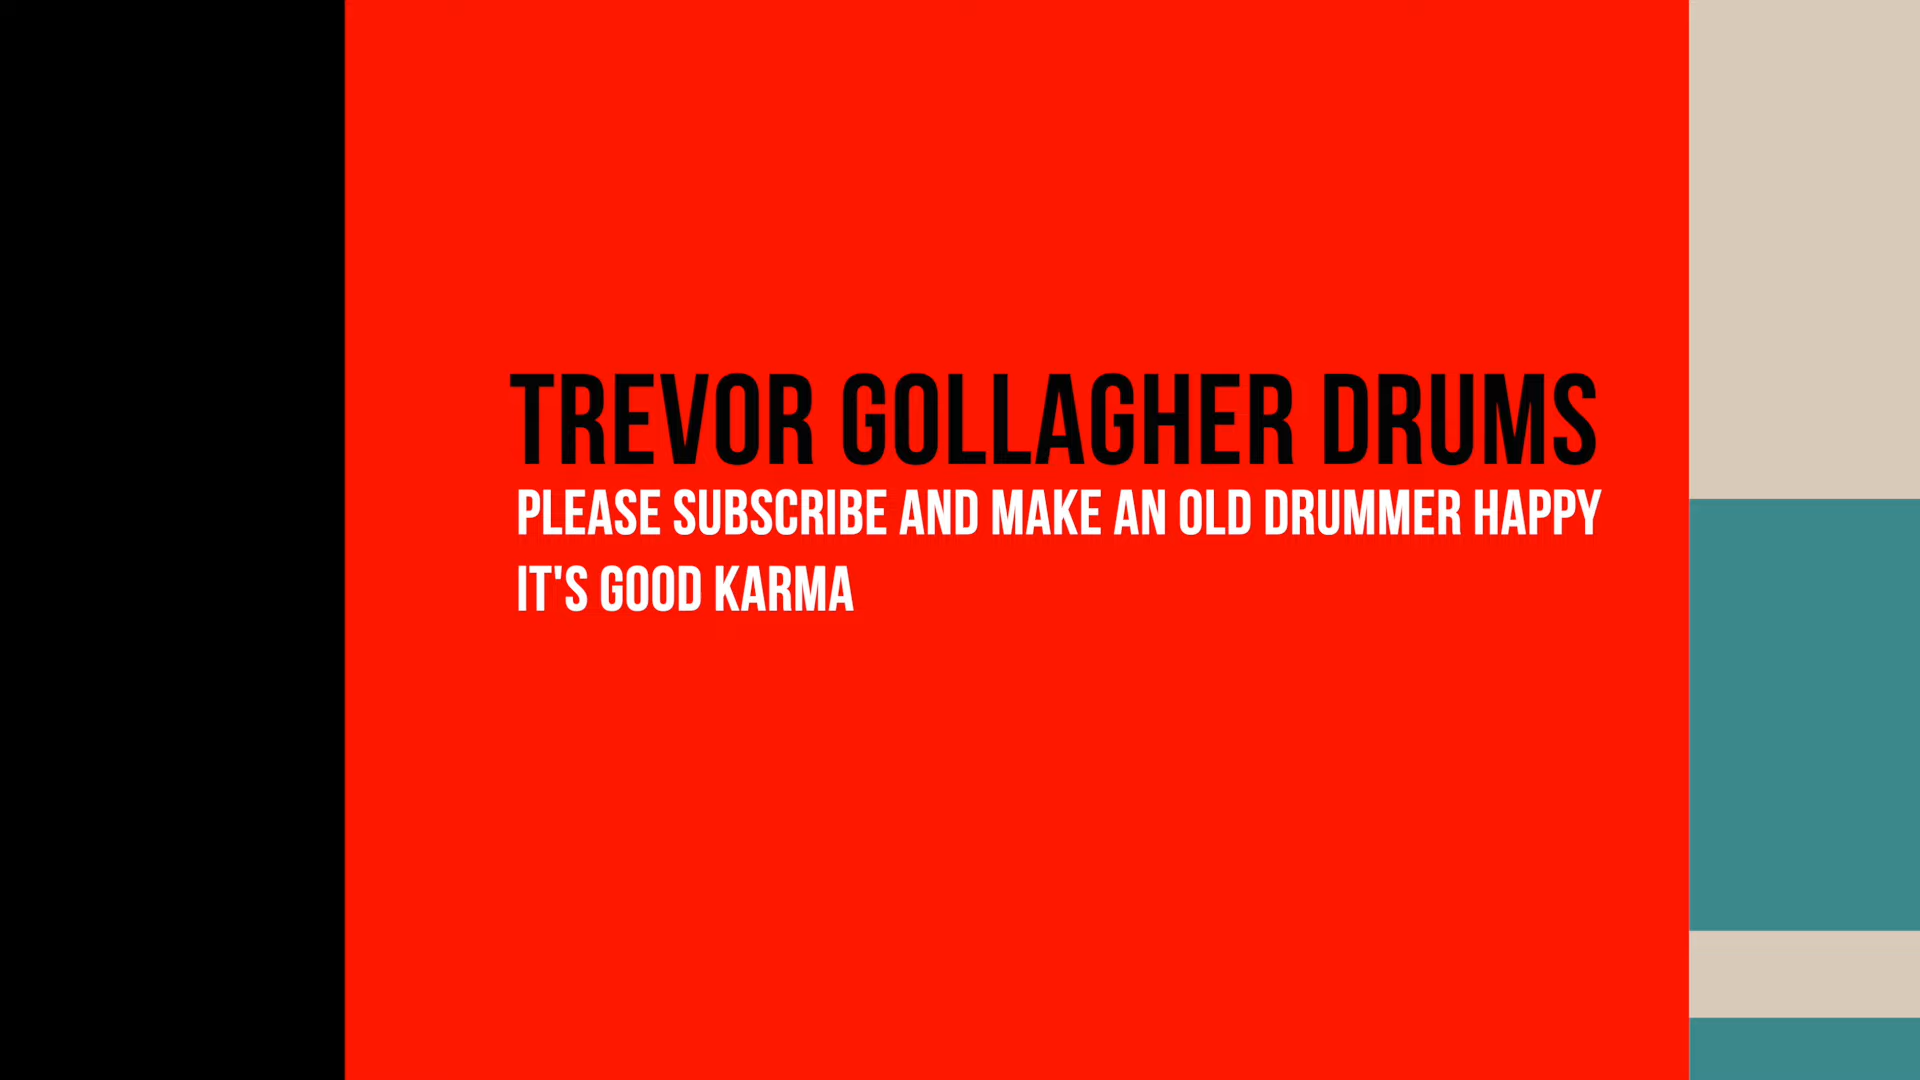 TREVOR GOLLAGHER DRUMS
PLEASE SUBSCRIBE AND MAKE AN OLD DRUMMER HAPPY
IT'S GOOD KARMA